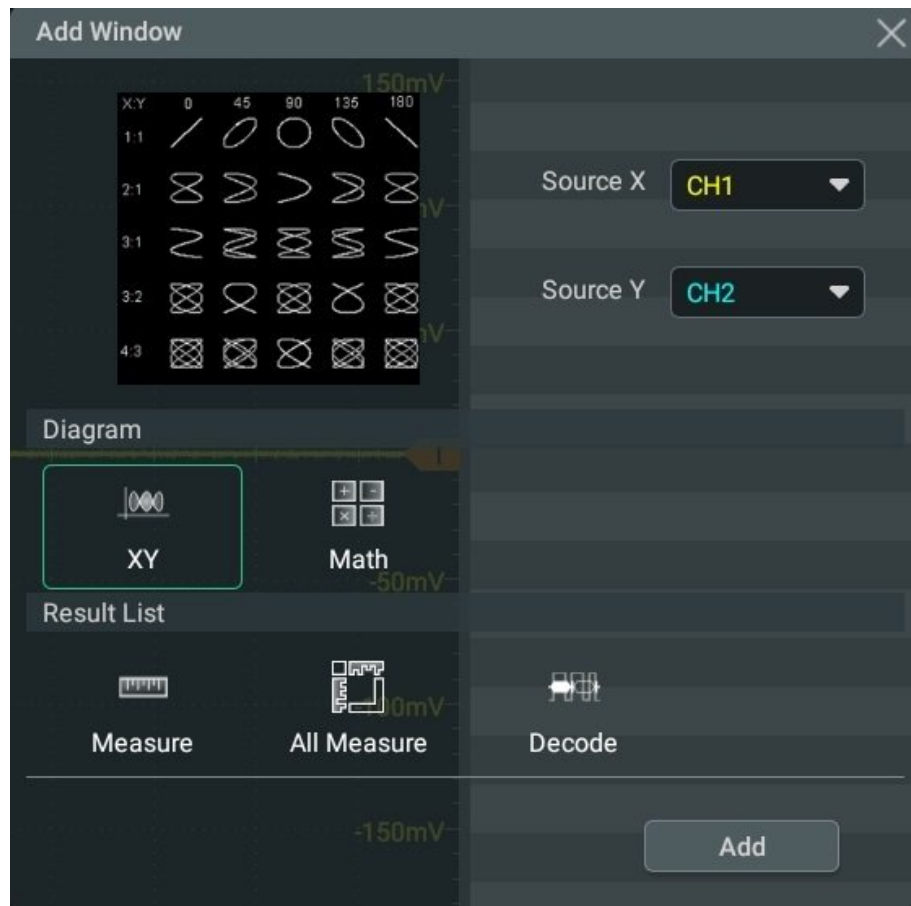 Add Window
150mV
X:Y 0 45 90 135 180
1:1
2:1
Source X CH1
3:1
Source Y CH2
3:2
4:3
Diagram
XY Math
-50mV
Result List
Measure All Measure Decode
-150mV
Add